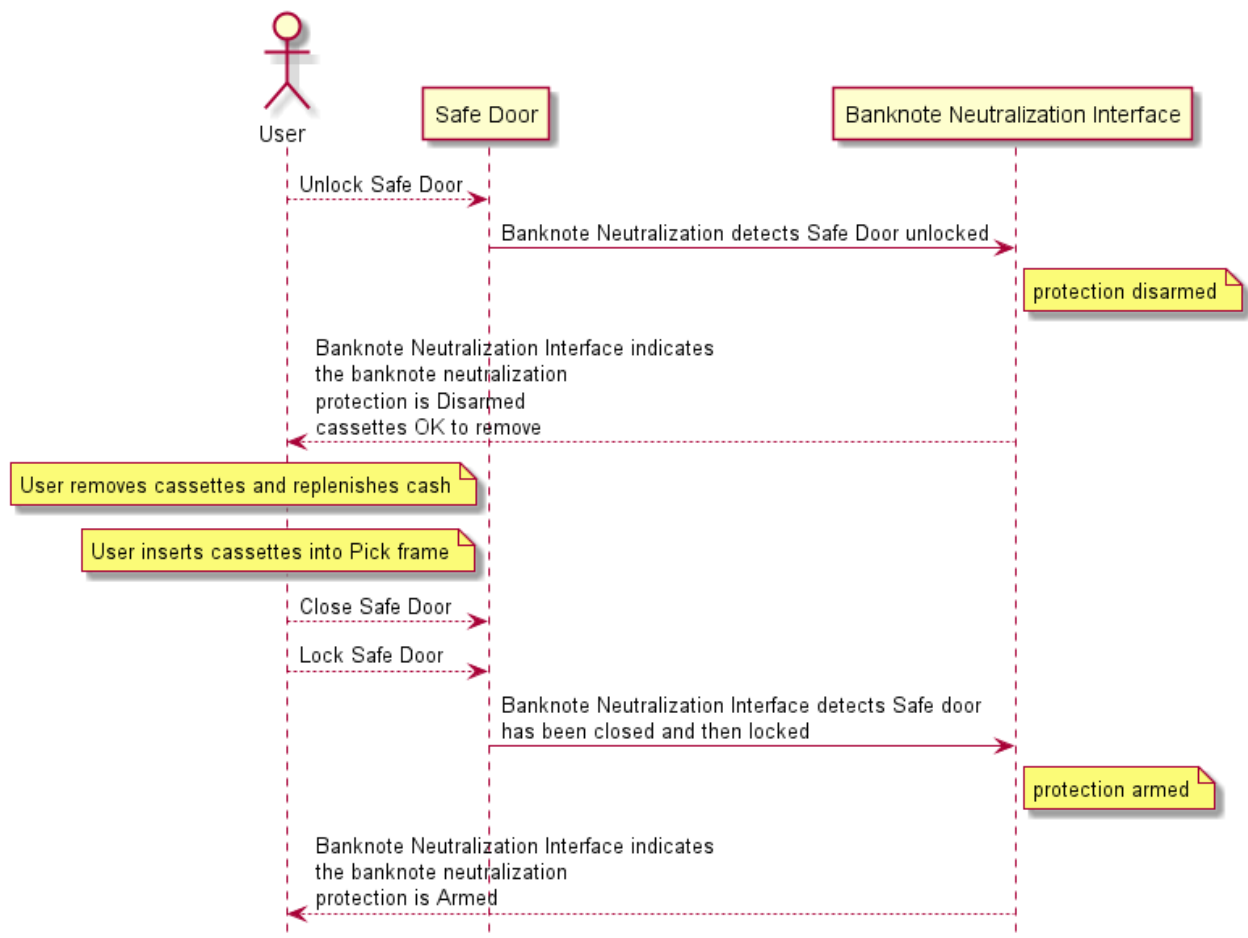 User
Safe Door
Banknote Neutralization Interface
Unlock Safe Door
Banknote Neutralization detects Safe Door unlocked
protection disarmed
Banknote Neutralization Interface indicates
the banknote neutralization
protection is Disarmed
cassettes OK to remove
User removes cassettes and replenishes cash
User inserts cassettes into Pick frame
Close Safe Door
Lock Safe Door
Banknote Neutralization Interface detects Safe door
has been closed and then locked
protection armed
Banknote Neutralization Interface indicates
the banknote neutralization
protection is Armed